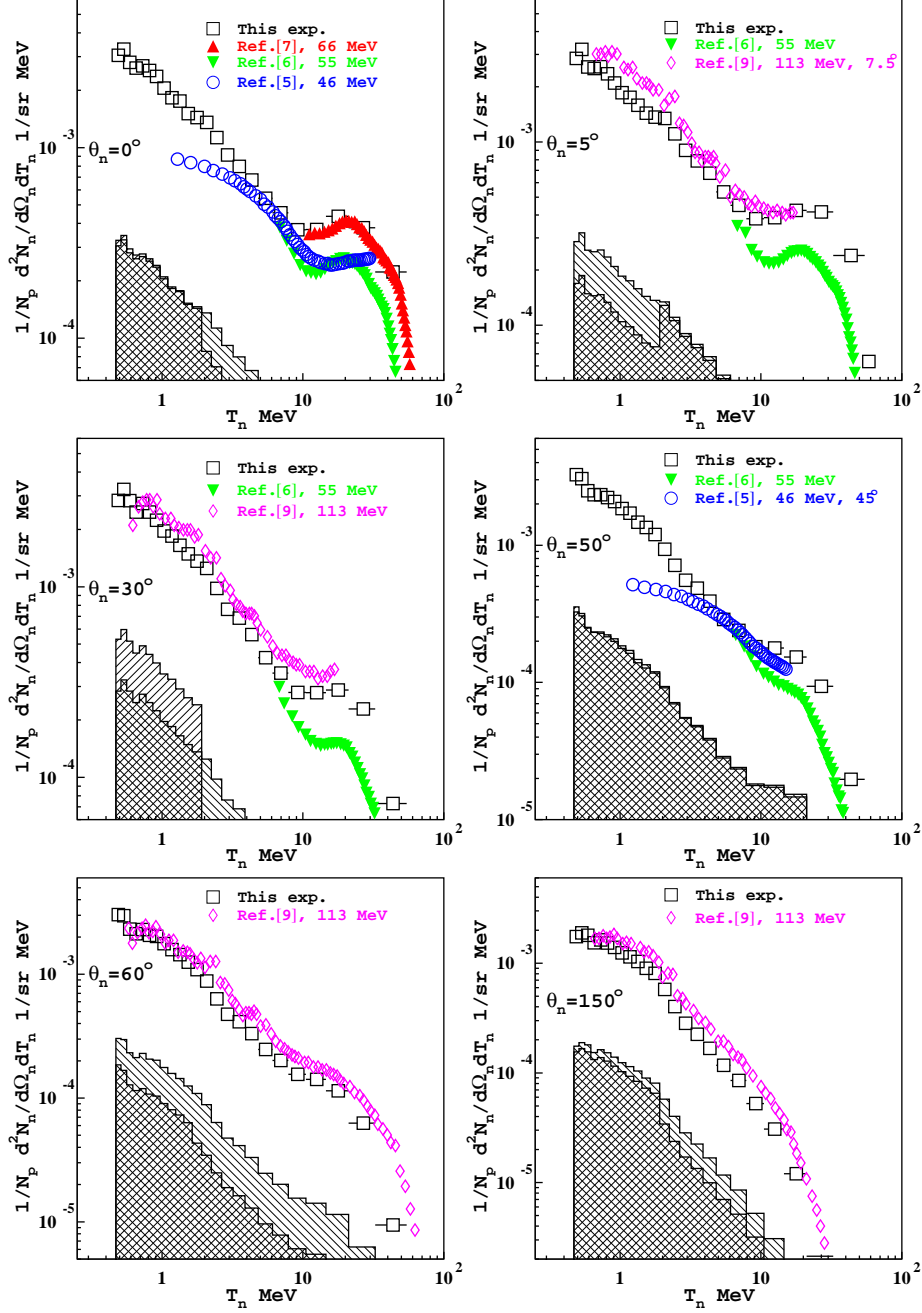 This exp.
Ref.[7], 66 MeV
Ref.[6], 55 MeV
Ref.[5], 46 MeV
θn=0°
1/Np d²Nn/dΩndTn 1/sr MeV
10⁻³
10⁻⁴
1 10 10²
Tn MeV
This exp.
Ref.[6], 55 MeV
Ref.[9], 113 MeV, 7.5°
θn=5°
1/Np d²Nn/dΩndTn 1/sr MeV
10⁻³
10⁻⁴
1 10 10²
Tn MeV
This exp.
Ref.[6], 55 MeV
Ref.[9], 113 MeV
θn=30°
1/Np d²Nn/dΩndTn 1/sr MeV
10⁻³
10⁻⁴
1 10 10²
Tn MeV
This exp.
Ref.[6], 55 MeV
Ref.[5], 46 MeV, 45°
θn=50°
1/Np d²Nn/dΩndTn 1/sr MeV
10⁻³
10⁻⁴
10⁻⁵
1 10 10²
Tn MeV
This exp.
Ref.[9], 113 MeV
θn=60°
1/Np d²Nn/dΩndTn 1/sr MeV
10⁻³
10⁻⁴
10⁻⁵
1 10 10²
Tn MeV
This exp.
Ref.[9], 113 MeV
θn=150°
1/Np d²Nn/dΩndTn 1/sr MeV
10⁻³
10⁻⁴
10⁻⁵
1 10 10²
Tn MeV